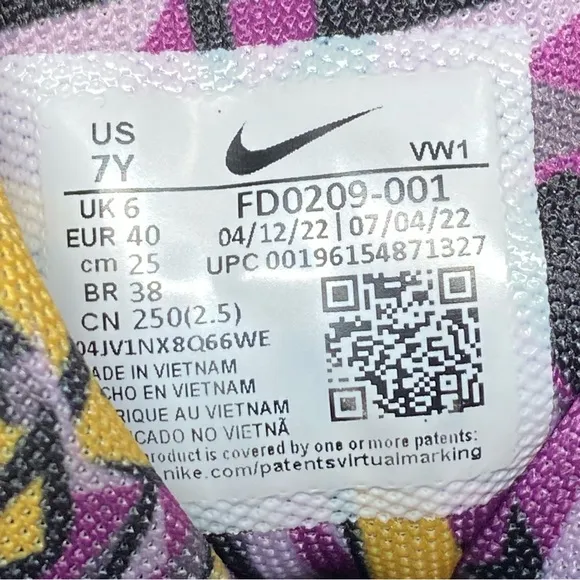 US
7Y
VW1
UK 6
FD0209-001
EUR 40
04/12/22 | 07/04/22
cm 25
UPC 00196154871327
BR 38
CN 250(2.5)
04JV1NX8Q66WE
ADE IN VIETNAM
CHO EN VIETNAM
RIQUE AU VIETNAM
CADO NO VIETNÃ
product is covered by one or more patents:
nike.com/patentsvirtualmarking